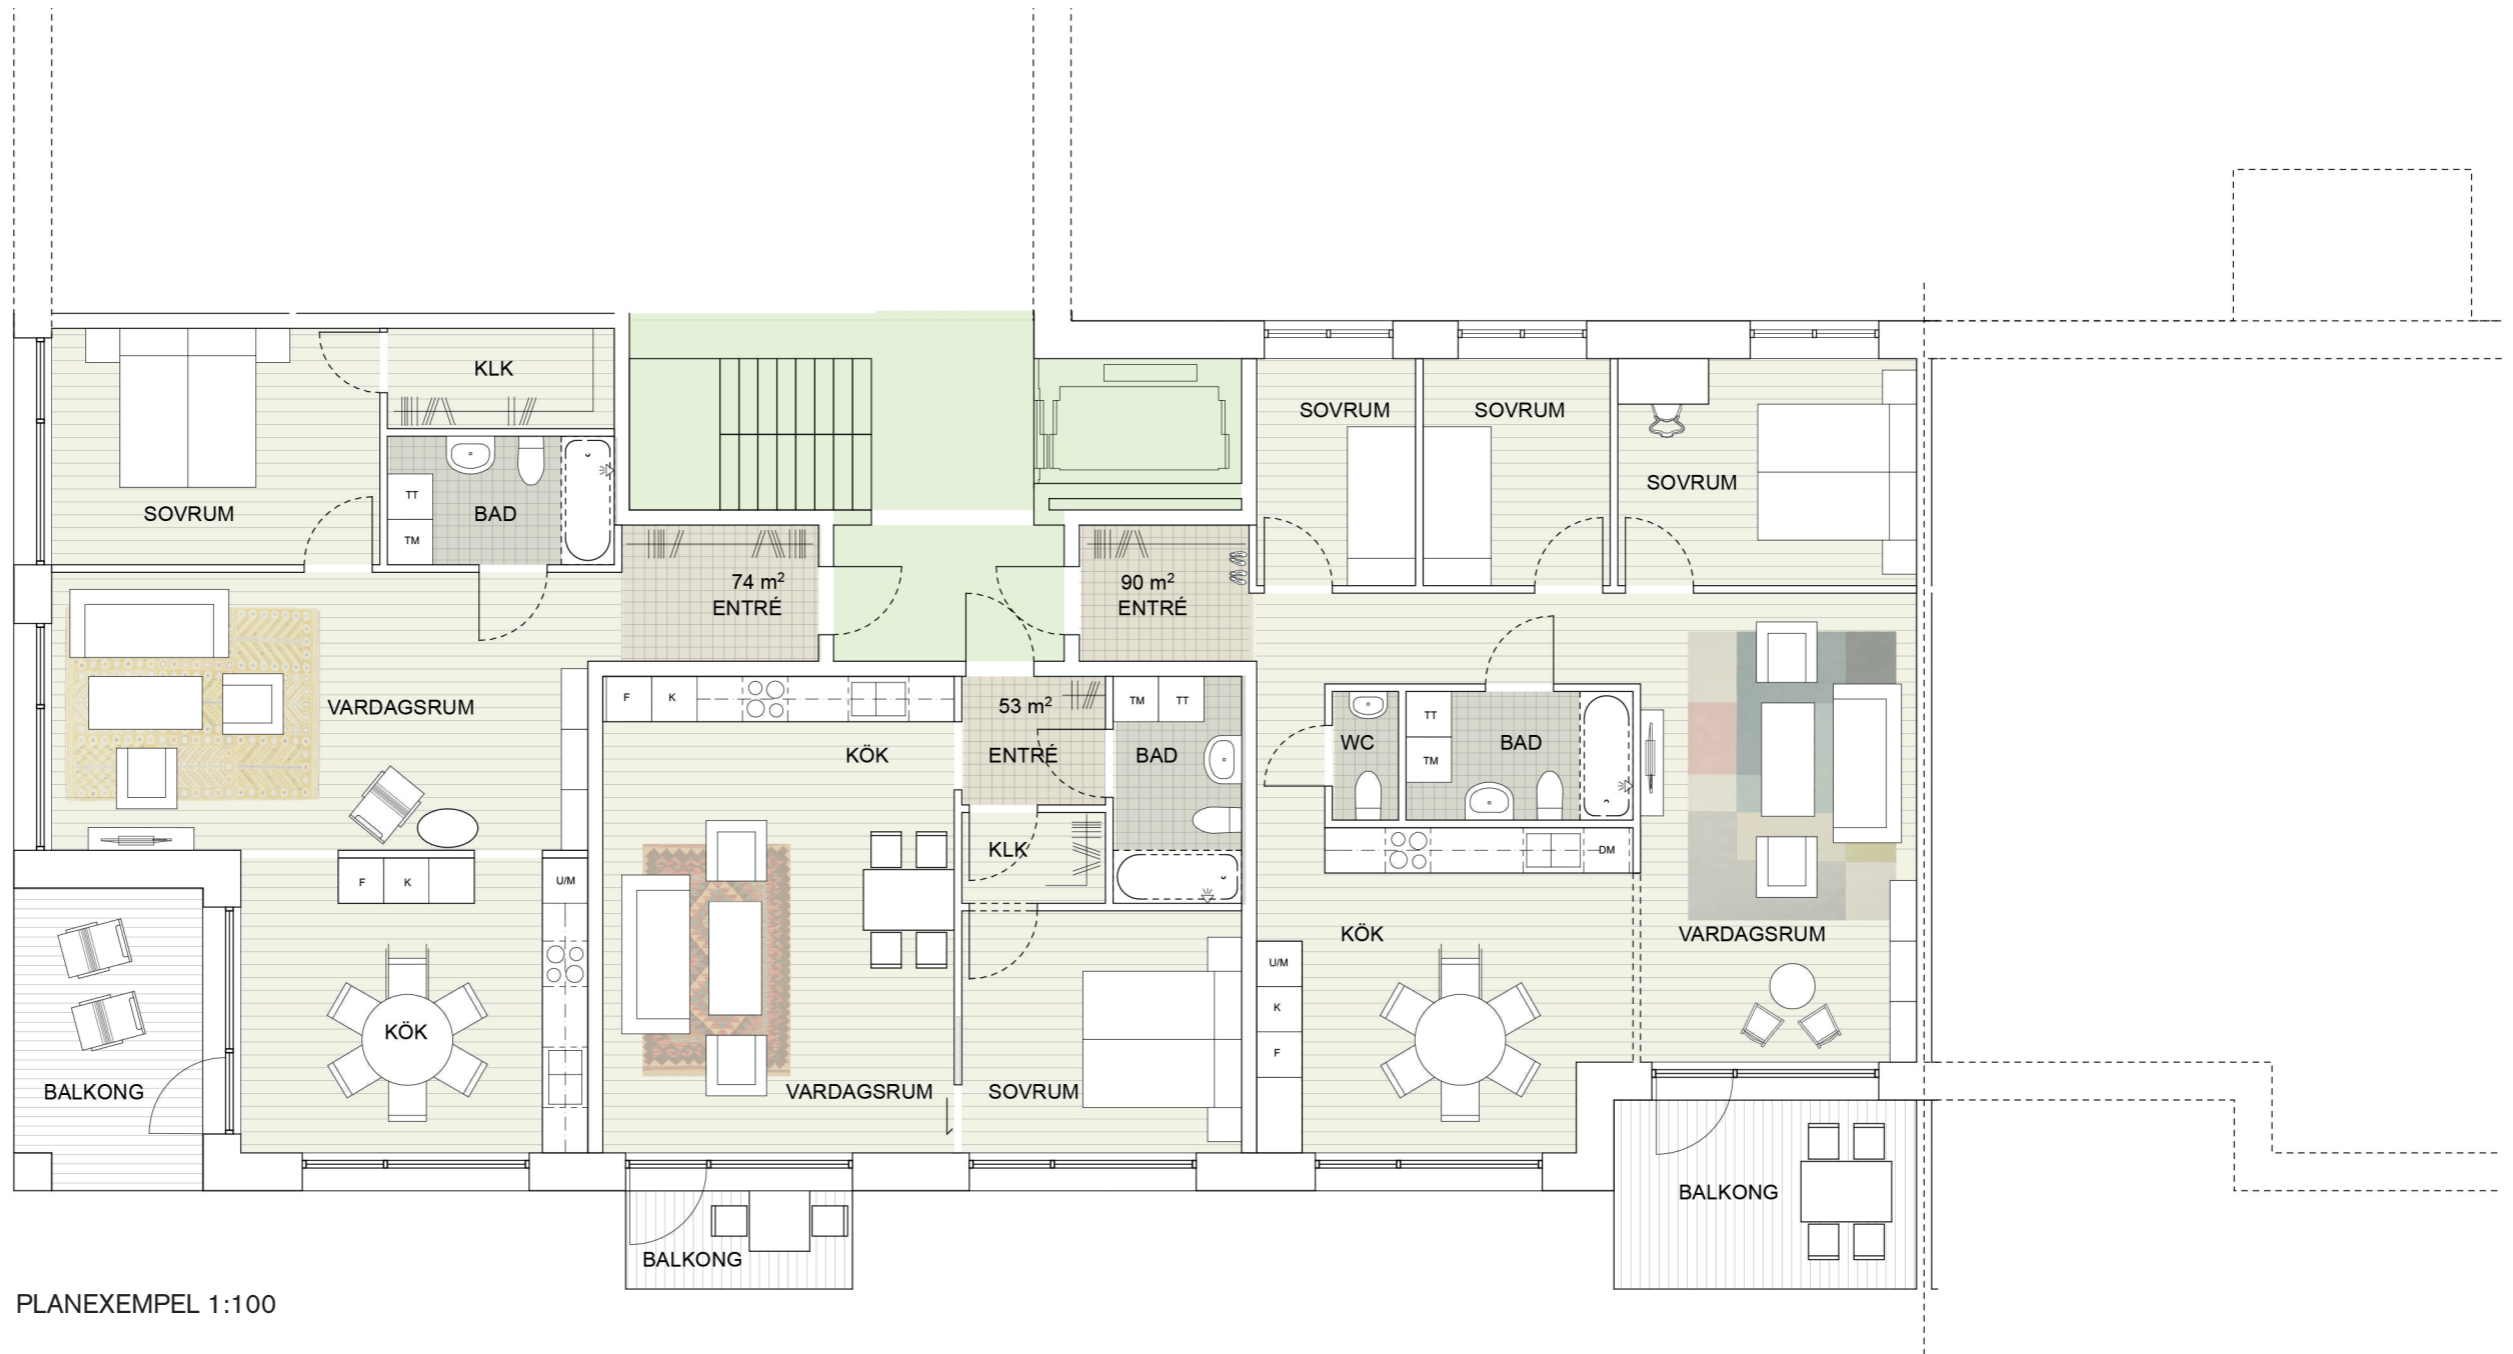 KLK
SOVRUM
TT
BAD
TM
74 m²
ENTRÉ
VARDAGSRUM
F
K
U/M
KÖK
BALKONG
F
K
KÖK
53 m²
ENTRÉ
TM
TT
BAD
KLK
VARDAGSRUM
SOVRUM
BALKONG
90 m²
ENTRÉ
SOVRUM
SOVRUM
SOVRUM
WC
TT
TM
BAD
DM
KÖK
VARDAGSRUM
U/M
K
F
BALKONG
PLANEXEMPEL 1:100